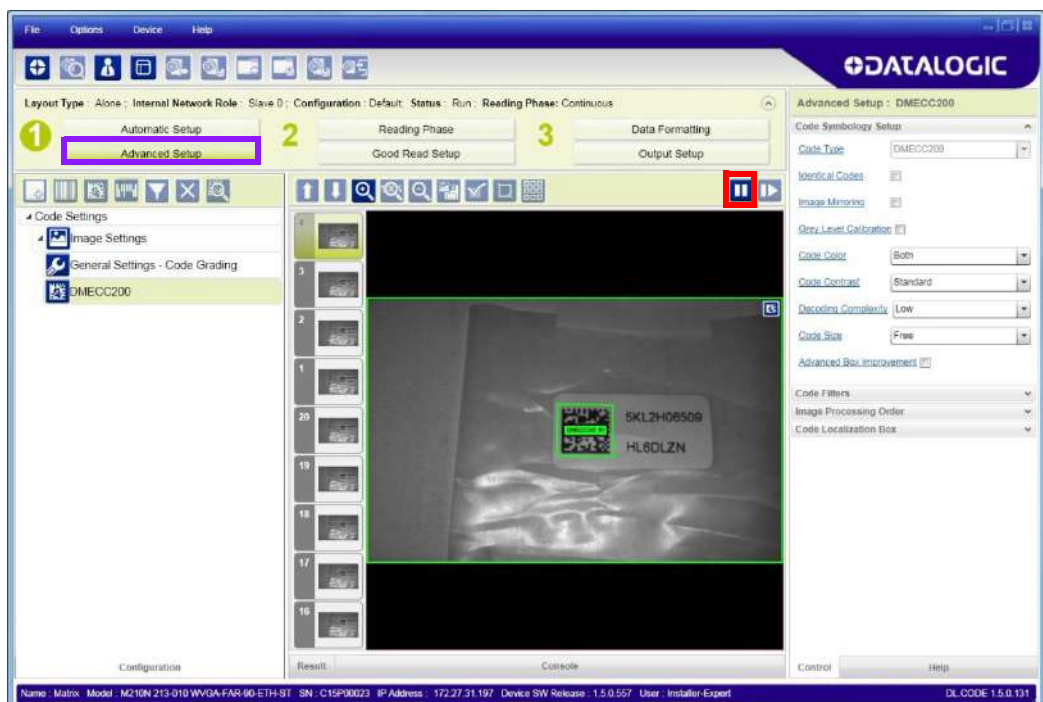 File Options Device Help
DATALOGIC
Layout Type : Alone ; Internal Network Role : Slave 0 ; Configuration : Default; Status : Run ; Reading Phase: Continuous
1 Automatic Setup 2 Reading Phase 3 Data Formatting
Advanced Setup Good Read Setup Output Setup
Code Settings
Image Settings
General Settings - Code Grading
DMECC200
4
3
2
1
20
19
18
17
16
5KL2H06509
HL6DLZN
Advanced Setup : DMECC200
Code Symbology Setup
Code Type DMECC200
Identical Codes
Image Mirroring
Grey Level Calibration
Code Color Both
Code Contrast Standard
Decoding Complexity Low
Code Size Free
Advanced Box Improvement
Code Filters
Image Processing Order
Code Localization Box
Configuration Result Console Control Help
Name : Matrix Model : M210N 213-010 WVGA-FAR-90-ETH-ST SN : C15P00023 IP Address : 172.27.31.197 Device SW Release : 1.5.0.557 User : Installer-Expert DL.CODE 1.5.0.131